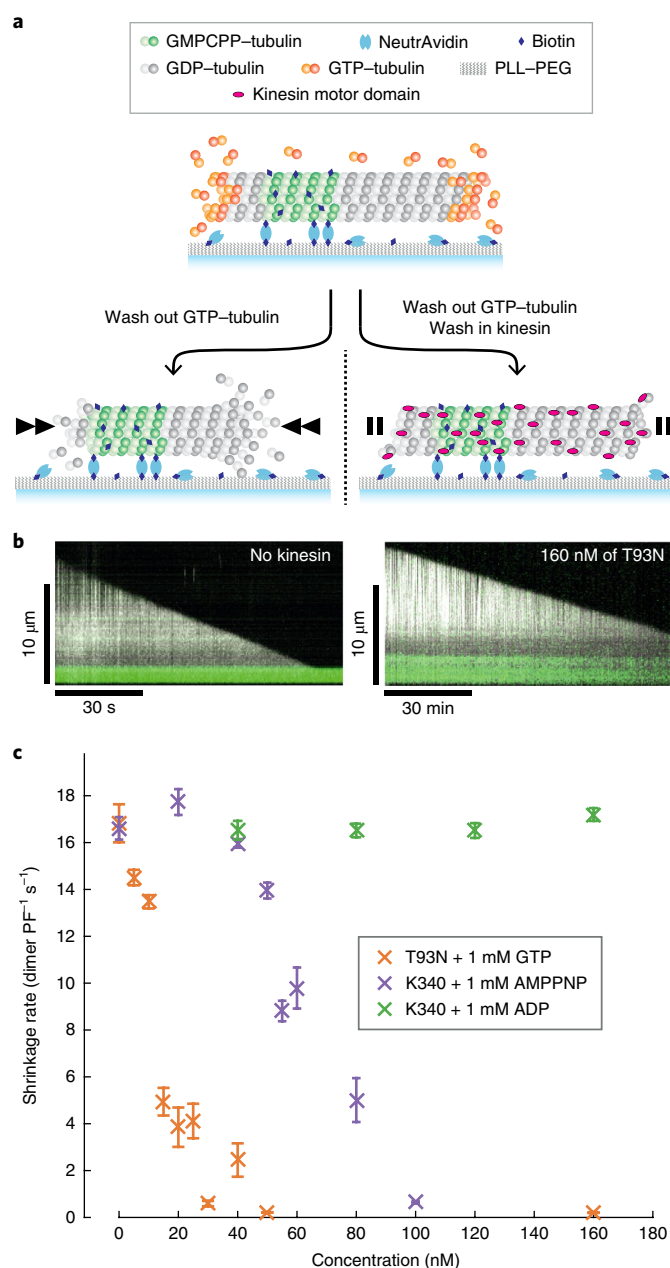 a
GMPCPP–tubulin NeutrAvidin Biotin
GDP–tubulin GTP–tubulin PLL–PEG
Kinesin motor domain
Wash out GTP–tubulin
Wash out GTP–tubulin
Wash in kinesin
b
No kinesin
160 nM of T93N
10 μm
10 μm
30 s
30 min
c
18
16
14
12
10
8
6
4
2
0
Shrinkage rate (dimer PF⁻¹ s⁻¹)
T93N + 1 mM GTP
K340 + 1 mM AMPPNP
K340 + 1 mM ADP
0 20 40 60 80 100 120 140 160 180
Concentration (nM)